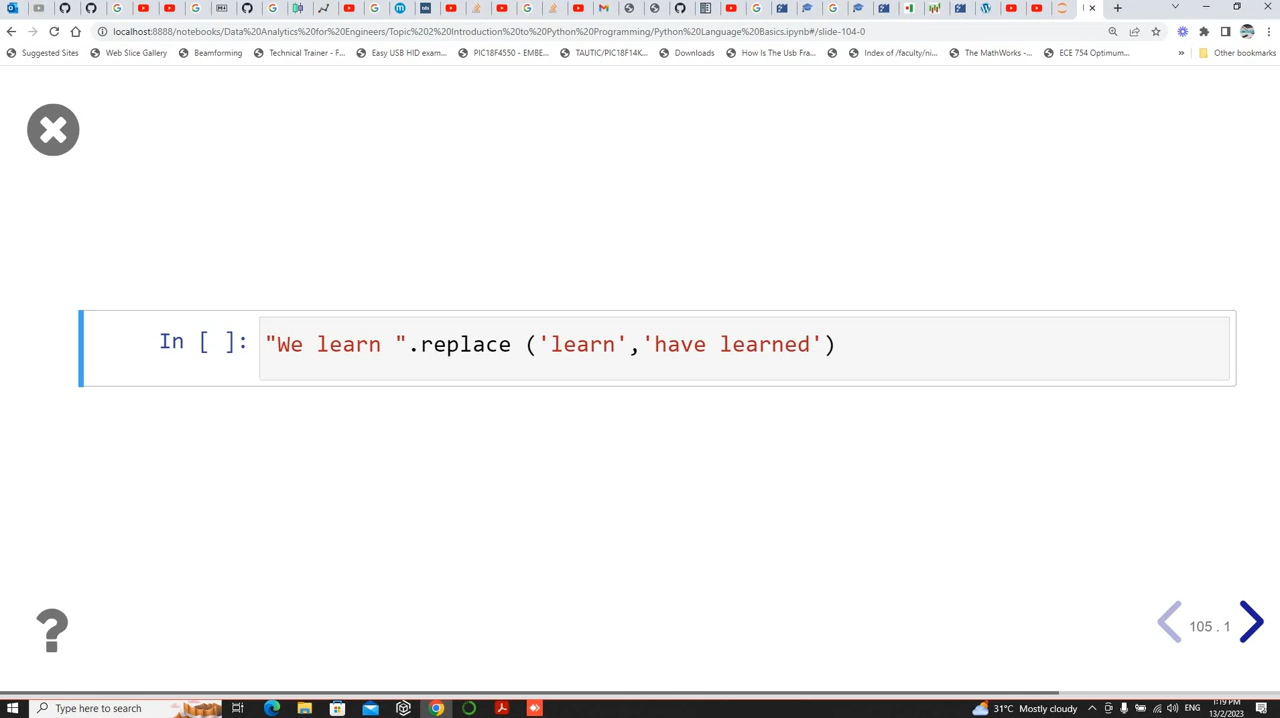 localhost:8888/notebooks/Data%20Analytics%20for%20Engineers/Topic%202%20Introduction%20to%20Python%20Programming/Python%20Language%20Basics.ipynb#/slide-104-0
Suggested Sites Web Slice Gallery Beamforming Technical Trainer - F... Easy USB HID exam... PIC18F4550 - EMBE... TAUTIC/PIC18F14K... Downloads How Is The Usb Fra... Index of /faculty/ni... The MathWorks -... ECE 754 Optimum... » Other bookmarks
In [ ]: "We learn ".replace ('learn','have learned')
105 . 1
Type here to search 31°C Mostly cloudy ENG 1:19 PM
13/2/2023